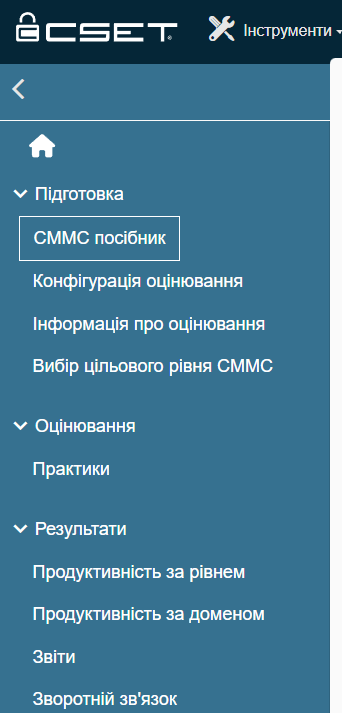 CSET®
Інструменти
Підготовка
CMMC посібник
Конфігурація оцінювання
Інформація про оцінювання
Вибір цільового рівня CMMC
Оцінювання
Практики
Результати
Продуктивність за рівнем
Продуктивність за доменом
Звіти
Зворотній зв'язок